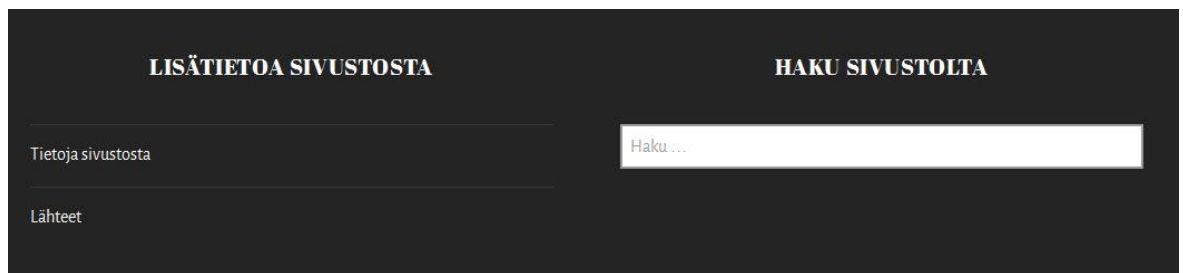 LISÄTIETOA SIVUSTOSTA
Tietoja sivustosta
Lähteet
HAKU SIVUSTOLTA
Haku ...